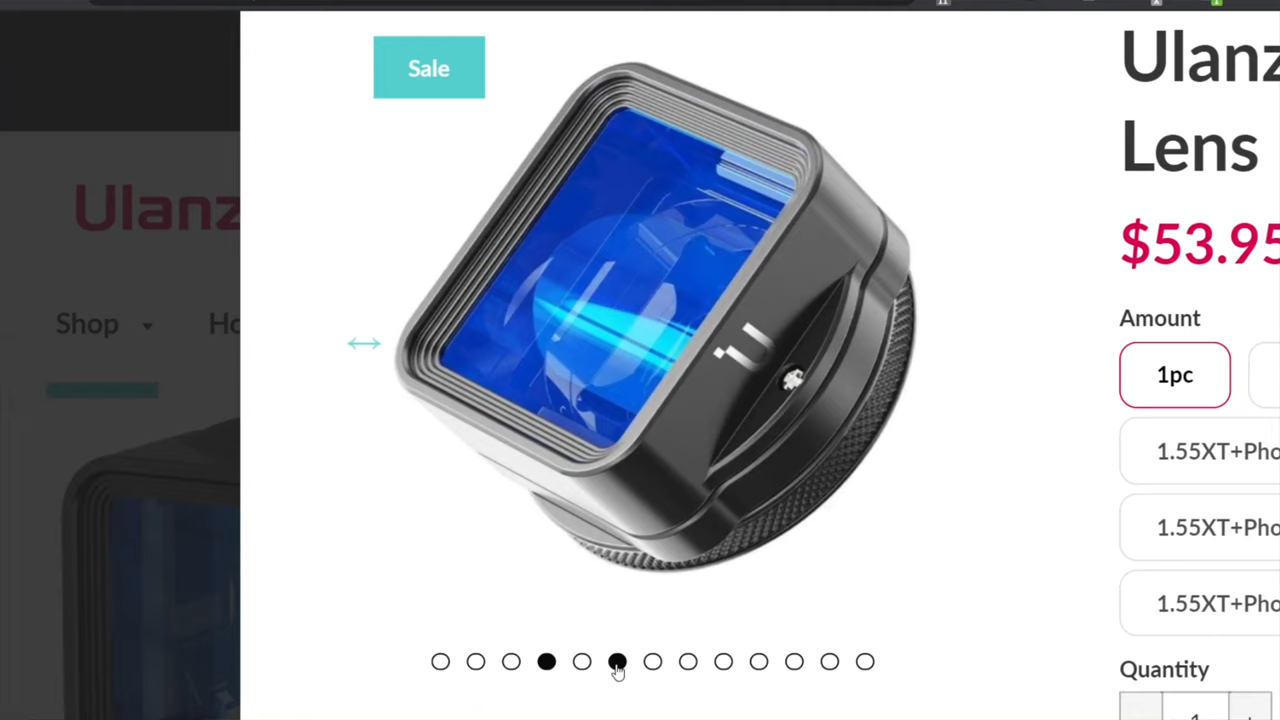 Sale
Ulanz
Lens
$53.95
Amount
1pc
1.55XT+Pho
1.55XT+Pho
1.55XT+Pho
Quantity
Ulanz
Shop
Ho
U